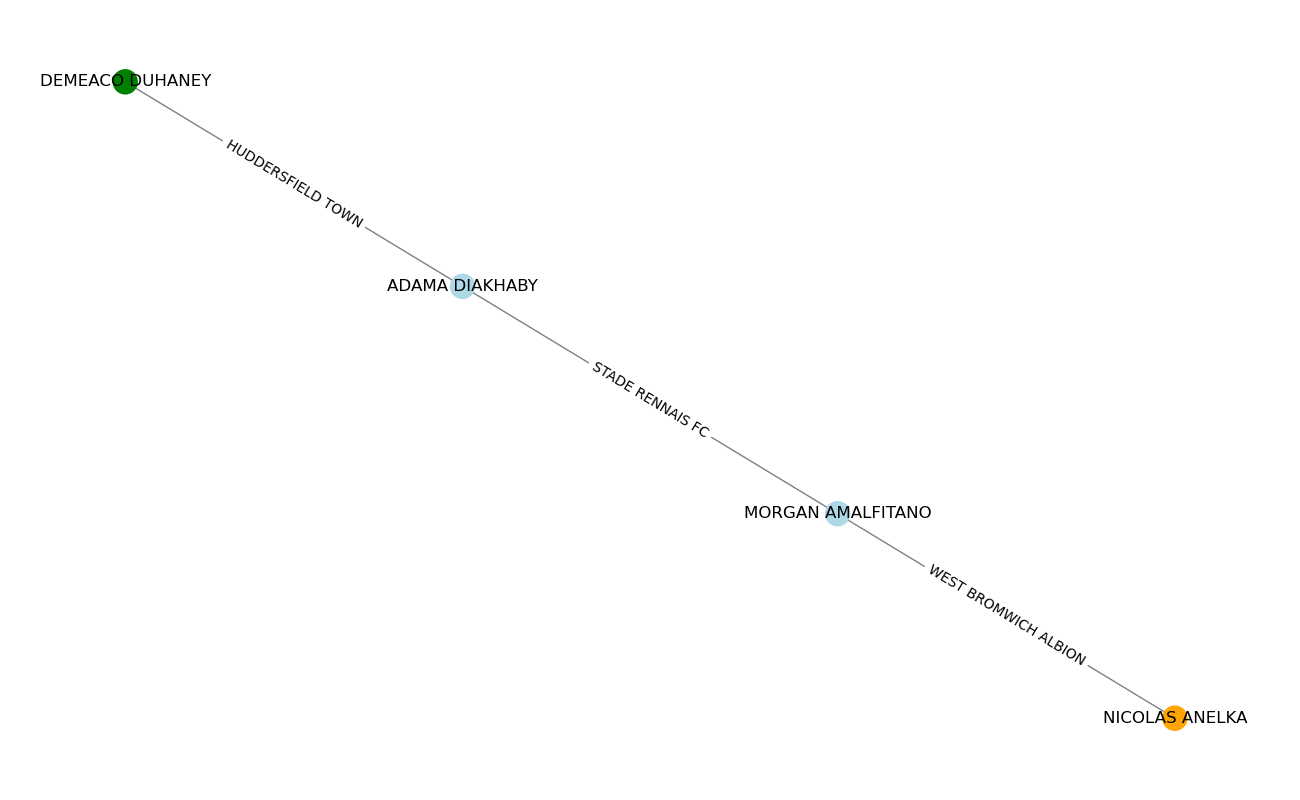 DEMEACO DUHANEY
HUDDERSFIELD TOWN
ADAMA DIAKHABY
STADE RENNAIS FC
MORGAN AMALFITANO
WEST BROMWICH ALBION
NICOLAS ANELKA